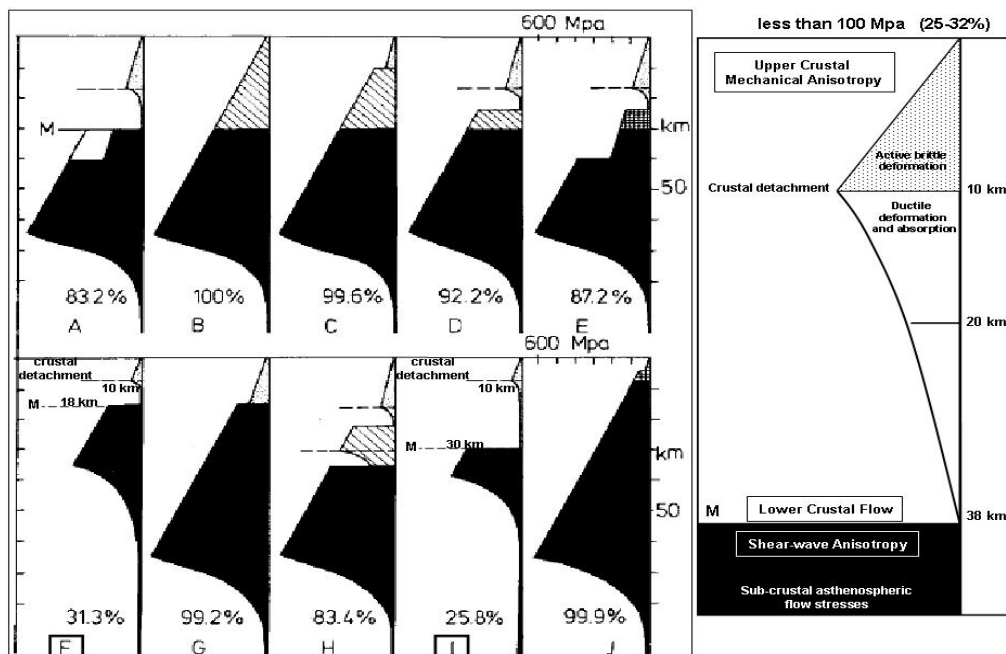 600 Mpa
M
km
50
83.2%
100%
99.6%
92.2%
87.2%
A
B
C
D
E
600 Mpa
crustal
detachment
10 km
M
18 km
crustal
detachment
10 km
M
30 km
km
50
31.3%
99.2%
83.4%
25.8%
99.9%
F
G
H
I
J
less than 100 Mpa (25-32%)
Upper Crustal
Mechanical Anisotropy
Active brittle
deformation
Crustal detachment
10 km
Ductile
deformation
and absorption
20 km
M
Lower Crustal Flow
38 km
Shear-wave Anisotropy
Sub-crustal asthenospheric
flow stresses